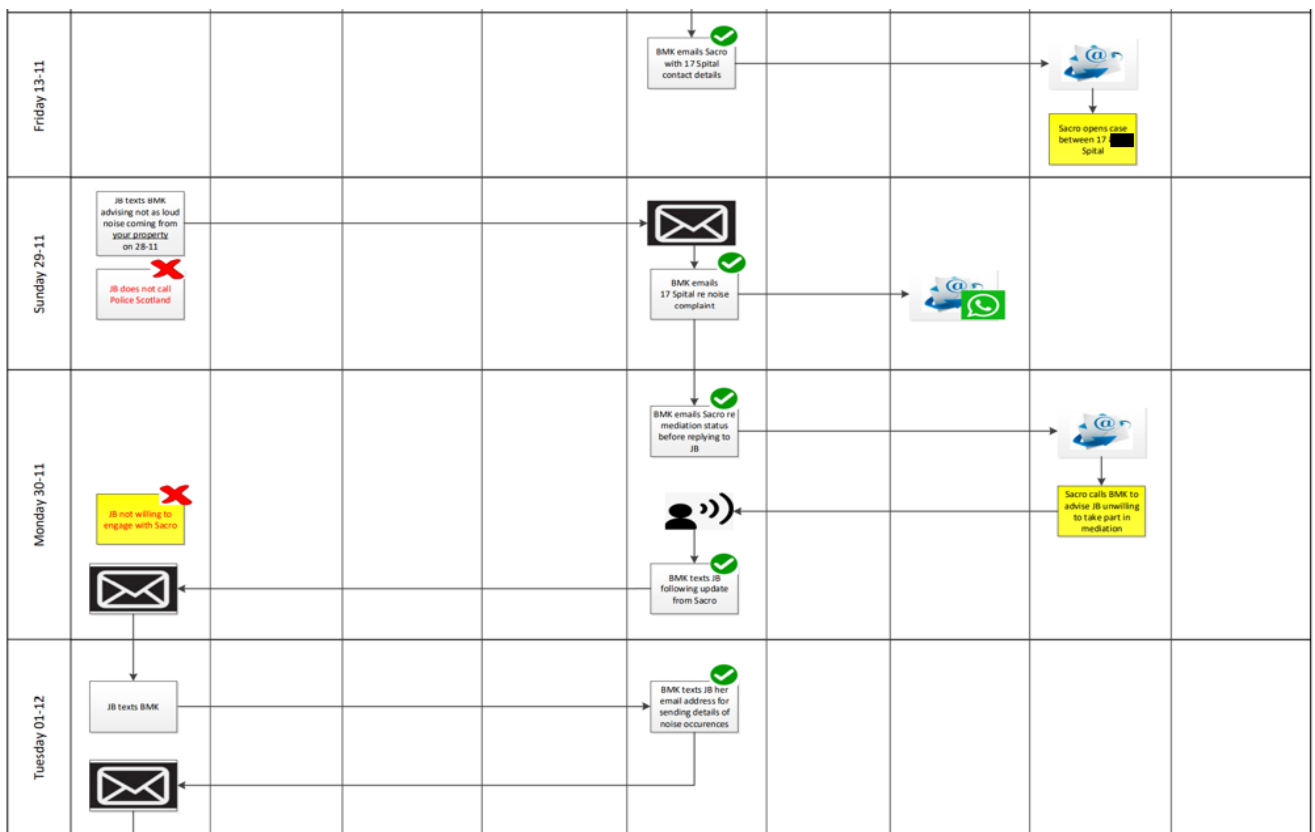 Friday 13-11
BMK emails Sacro
with 17 Spital
contact details
@
Sacro opens case
between 17
Spital
Sunday 29-11
JB texts BMK
advising not as loud
noise coming from
your property
on 28-11
JB does not call
Police Scotland
BMK emails
17 Spital re noise
complaint
@
Monday 30-11
BMK emails Sacro re
mediation status
before replying to
JB
@
JB not willing to
engage with Sacro
Sacro calls BMK to
advise JB unwilling
to take part in
mediation
BMK texts JB
following update
from Sacro
Tuesday 01-12
JB texts BMK
BMK texts JB her
email address for
sending details of
noise occurences